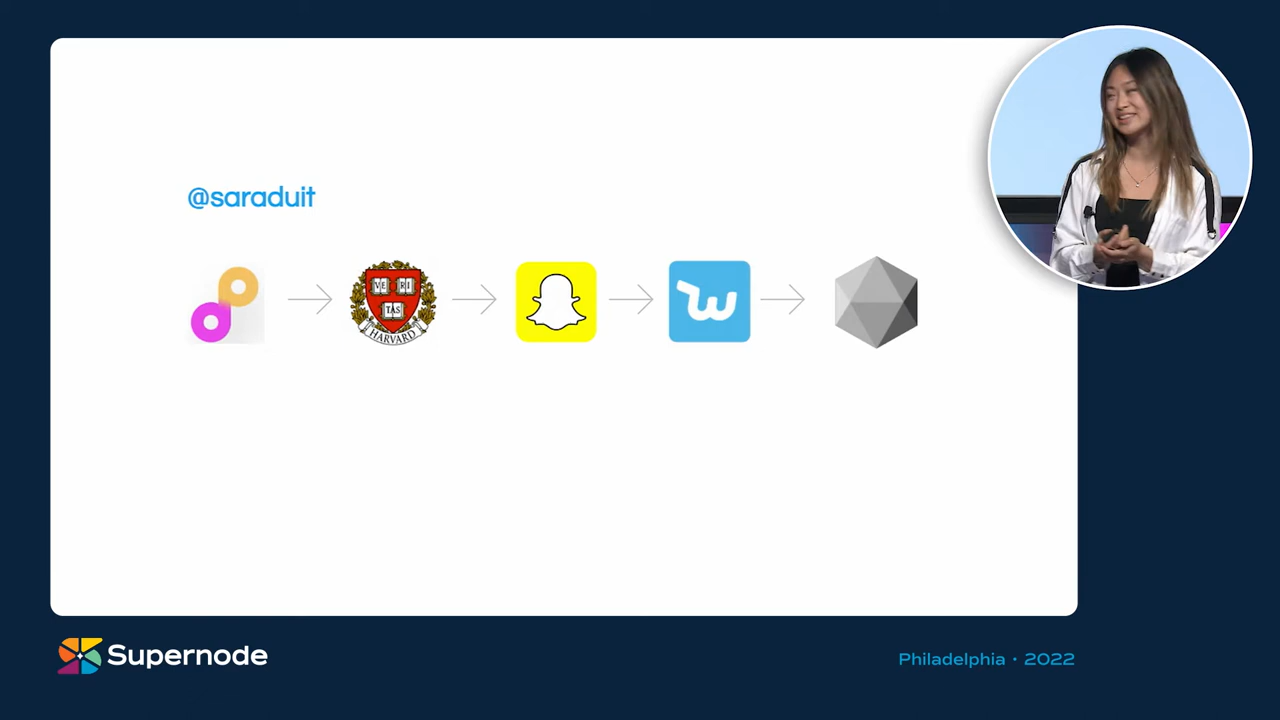 @saraduit
VE RI
TAS
HARVARD
Supernode
Philadelphia · 2022